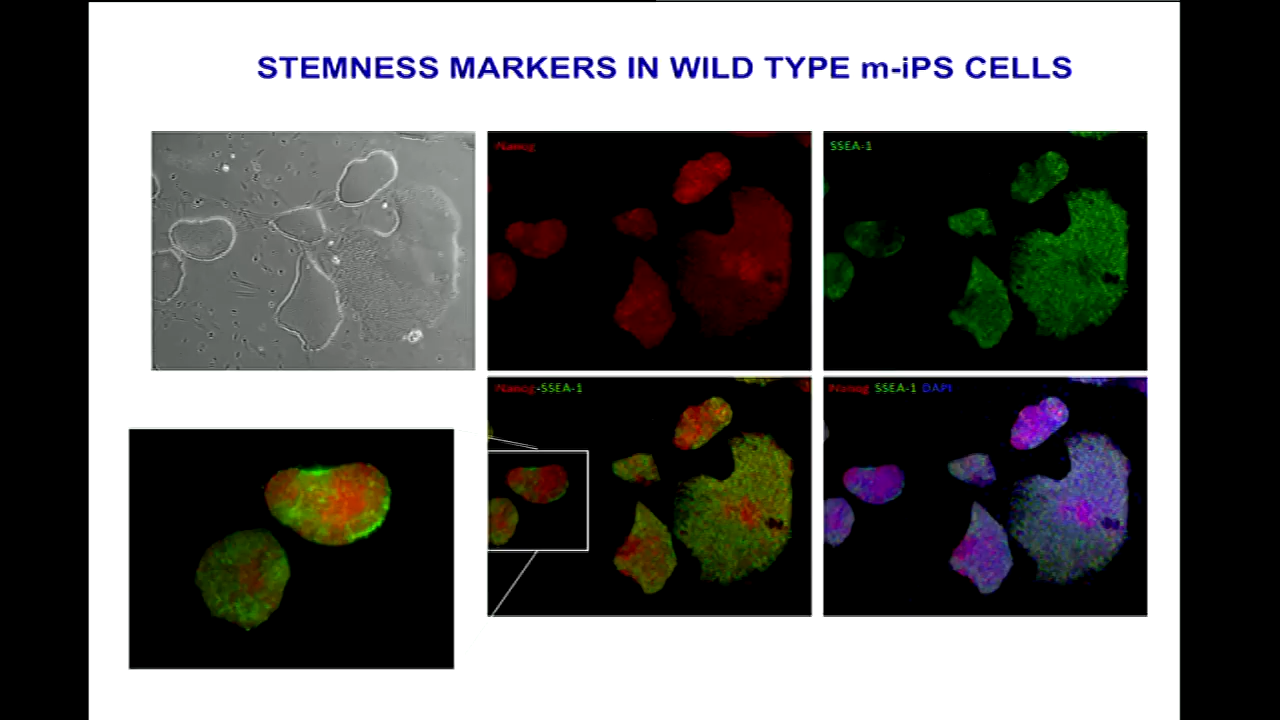 STEMNESS MARKERS IN WILD TYPE m-iPS CELLS
Nanog
SSEA-1
Nanog-SSEA-1
Nanog SSEA-1 DAPI